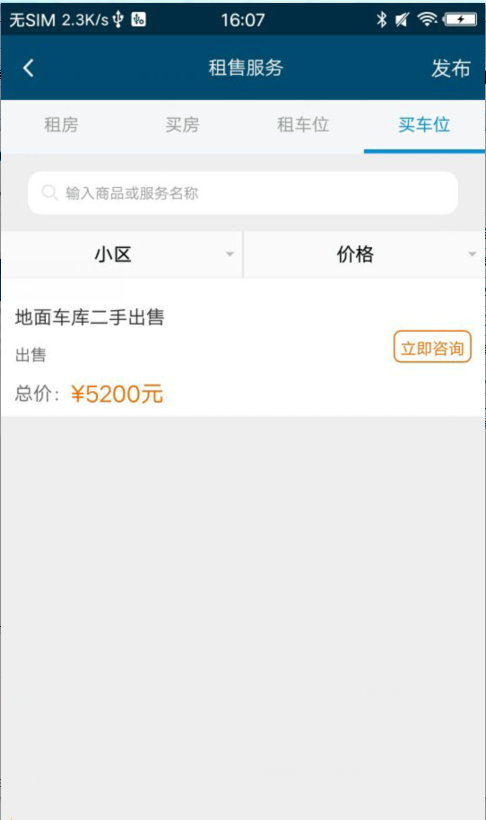 无SIM 2.3K/s 16:07
租售服务 发布
租房 买房 租车位 买车位
输入商品或服务名称
小区 价格
地面车库二手出售
立即咨询
出售
总价：¥5200元